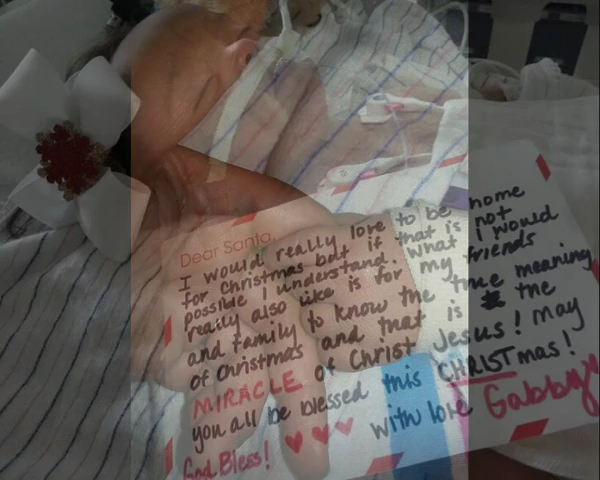 Dear Santa,
I would really love to be home
for Christmas but if that is not
possible I understand. What I would
really also like is for my friends
and family to know the true meaning
of Christmas and that is the
MIRACLE of Christ Jesus! May
you all be blessed this CHRISTmas!
God Bless! with love Gabby